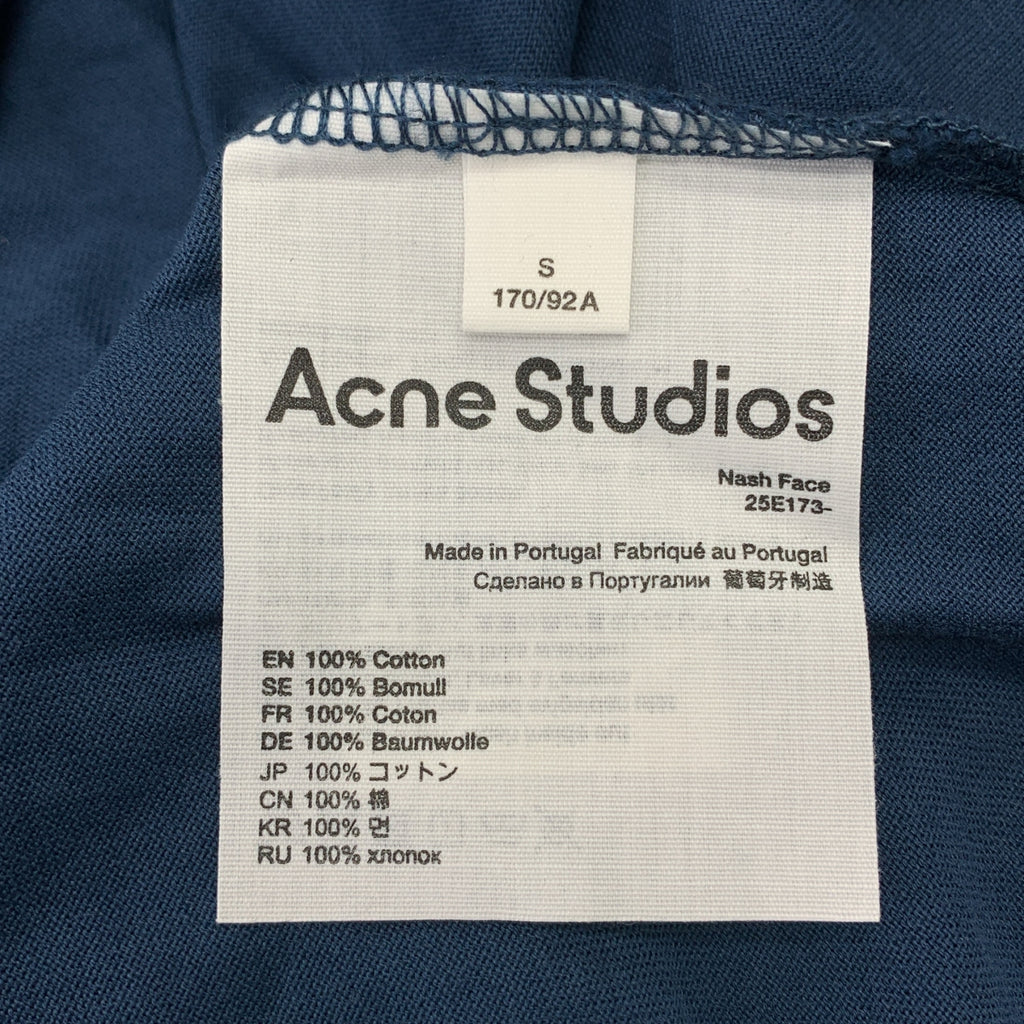 S
170/92A
Acne Studios
Nash Face
25E173-
Made in Portugal Fabriqué au Portugal
Сделано в Португалии 葡萄牙制造
EN 100% Cotton
SE 100% Bomull
FR 100% Coton
DE 100% Baumwolle
JP 100% コットン
CN 100% 棉
KR 100% 면
RU 100% хлопок